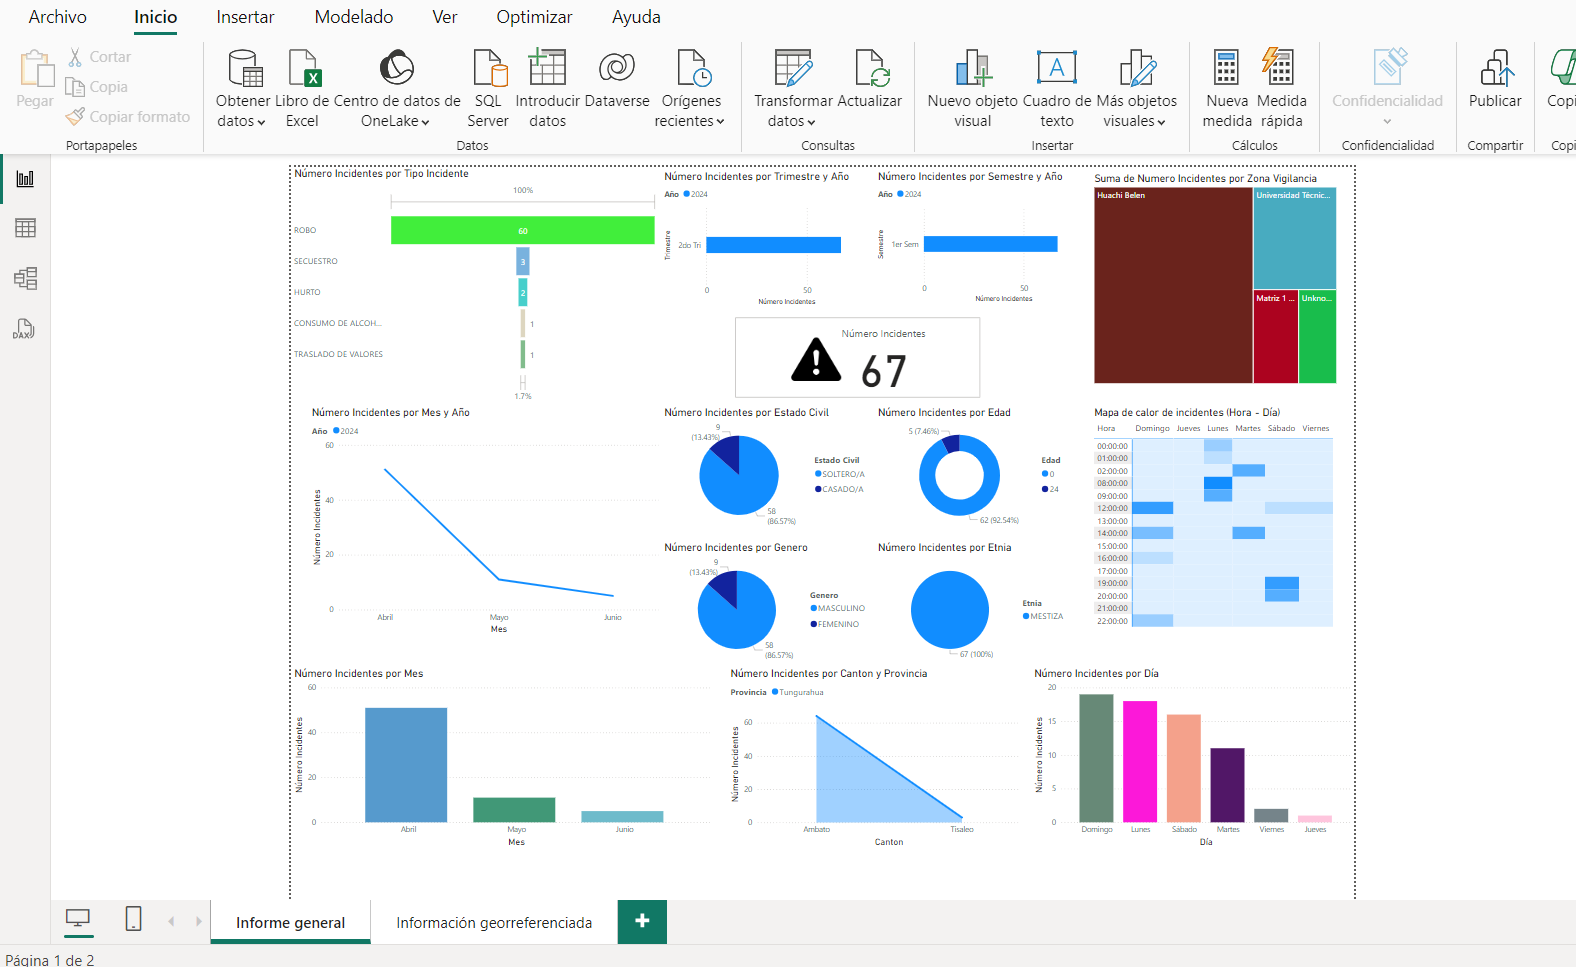 Archivo Inicio Insertar Modelado Ver Optimizar Ayuda
Pegar
Cortar
Copia
Copiar formato
Portapapeles
Obtener datos
Libro de Excel
Centro de datos de OneLake
SQL Server
Introducir datos
Dataverse
Orígenes recientes
Datos
Transformar datos
Actualizar
Consultas
Nuevo objeto visual
Cuadro de texto
Más objetos visuales
Insertar
Nueva medida
Medida rápida
Cálculos
Confidencialidad
Confidencialidad
Publicar
Compartir
DAX
Número Incidentes por Tipo Incidente
100%
ROBO 60
SECUESTRO 3
HURTO 2
CONSUMO DE ALCOH... 1
TRASLADO DE VALORES 1
1.7%
Número Incidentes por Trimestre y Año
Año 2024
Trimestre
2do Tri
0 50
Número Incidentes
Número Incidentes por Semestre y Año
Año 2024
Semestre
1er Sem
0 50
Número Incidentes
Suma de Numero Incidentes por Zona Vigilancia
Huachi Belen
Universidad Técnic...
Matriz 1 ...
Unkno...
Número Incidentes
67
Número Incidentes por Mes y Año
Año 2024
Número Incidentes
60
40
20
0
Abril Mayo Junio
Mes
Número Incidentes por Estado Civil
9
(13.43%)
58
(86.57%)
Estado Civil
SOLTERO/A
CASADO/A
Número Incidentes por Edad
5 (7.46%)
62 (92.54%)
Edad
0
24
Mapa de calor de incidentes (Hora - Día)
Hora Domingo Jueves Lunes Martes Sábado Viernes
00:00:00
01:00:00
02:00:00
08:00:00
09:00:00
12:00:00
13:00:00
14:00:00
15:00:00
16:00:00
17:00:00
19:00:00
20:00:00
21:00:00
22:00:00
Número Incidentes por Genero
9
(13.43%)
58
(86.57%)
Genero
MASCULINO
FEMENINO
Número Incidentes por Etnia
67 (100%)
Etnia
MESTIZA
Número Incidentes por Mes
Número Incidentes
60
40
20
0
Abril Mayo Junio
Mes
Número Incidentes por Canton y Provincia
Provincia Tungurahua
Número Incidentes
60
40
20
0
Ambato Tisaleo
Canton
Número Incidentes por Día
Número Incidentes
20
15
10
5
0
Domingo Lunes Sábado Martes Viernes Jueves
Día
Informe general
Información georreferenciada
Página 1 de 2